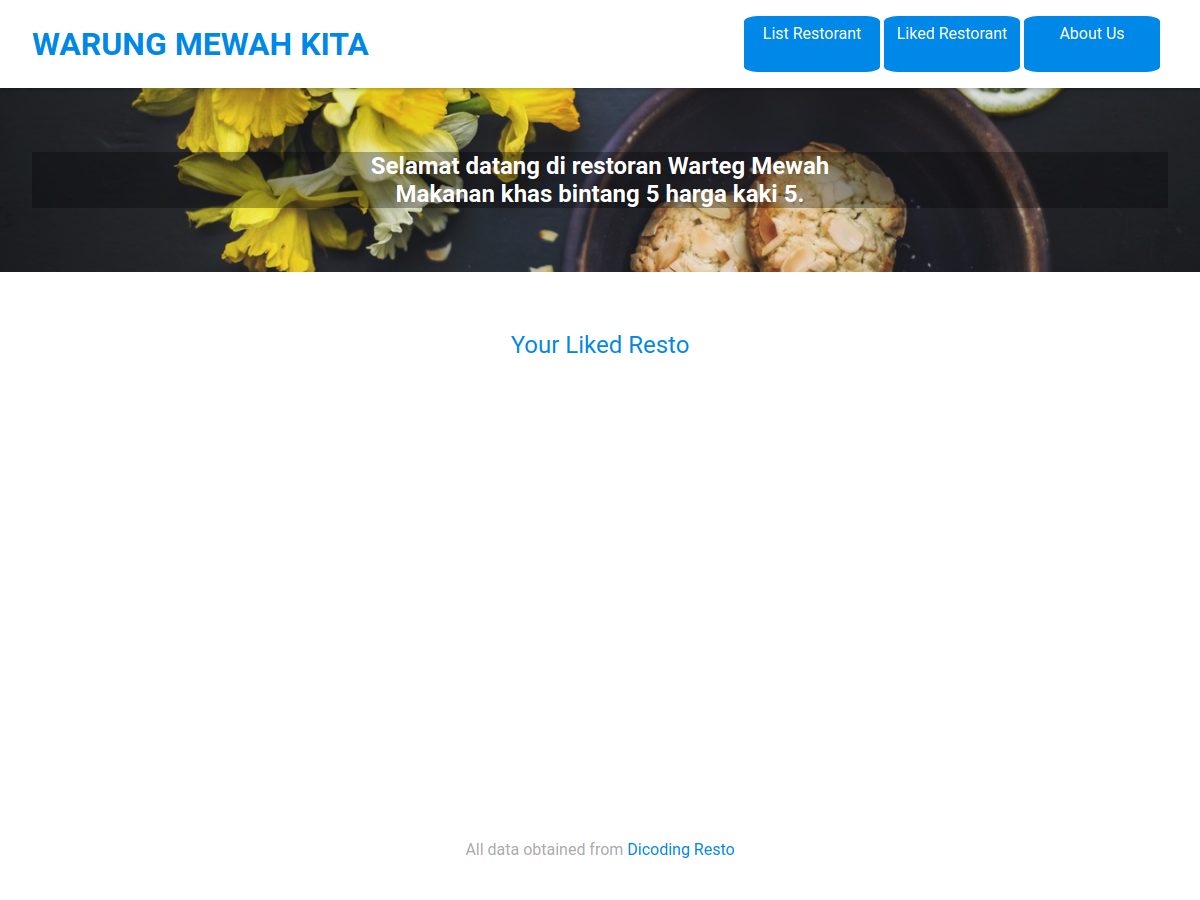 WARUNG MEWAH KITA
List Restorant
Liked Restorant
About Us
Selamat datang di restoran Warteg Mewah
Makanan khas bintang 5 harga kaki 5.
Your Liked Resto
All data obtained from Dicoding Resto